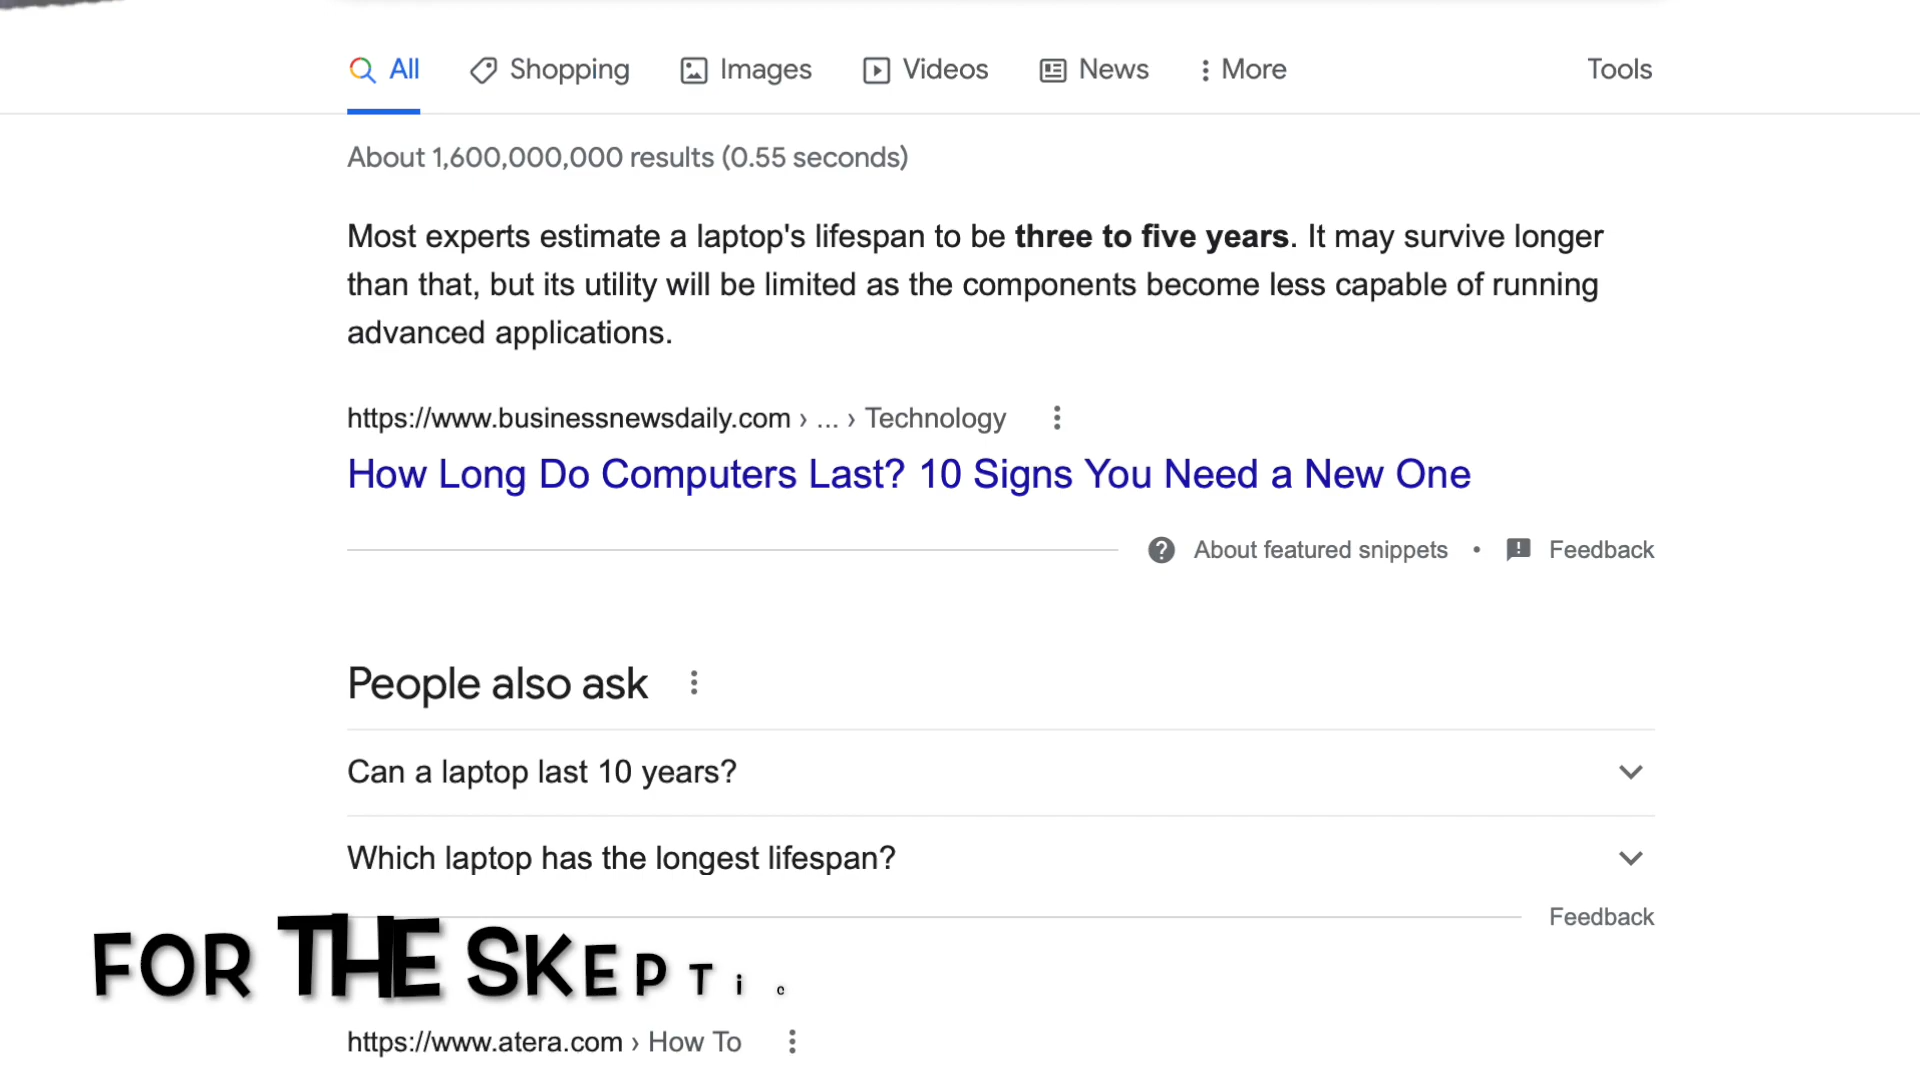 All Shopping Images Videos News More Tools
About 1,600,000,000 results (0.55 seconds)
Most experts estimate a laptop's lifespan to be three to five years. It may survive longer
than that, but its utility will be limited as the components become less capable of running
advanced applications.
https://www.businessnewsdaily.com › ... › Technology
How Long Do Computers Last? 10 Signs You Need a New One
About featured snippets • Feedback
People also ask
Can a laptop last 10 years?
Which laptop has the longest lifespan?
Feedback
FOR THE SKEPTIC
https://www.atera.com › How To